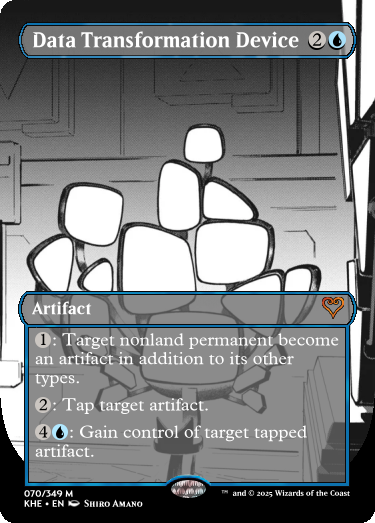 Data Transformation Device 2
Artifact
1: Target nonland permanent become
an artifact in addition to its other
types.
2: Tap target artifact.
4: Gain control of target tapped
artifact.
070/349 M
KHE • EN Shiro Amano
™ and © 2025 Wizards of the Coast